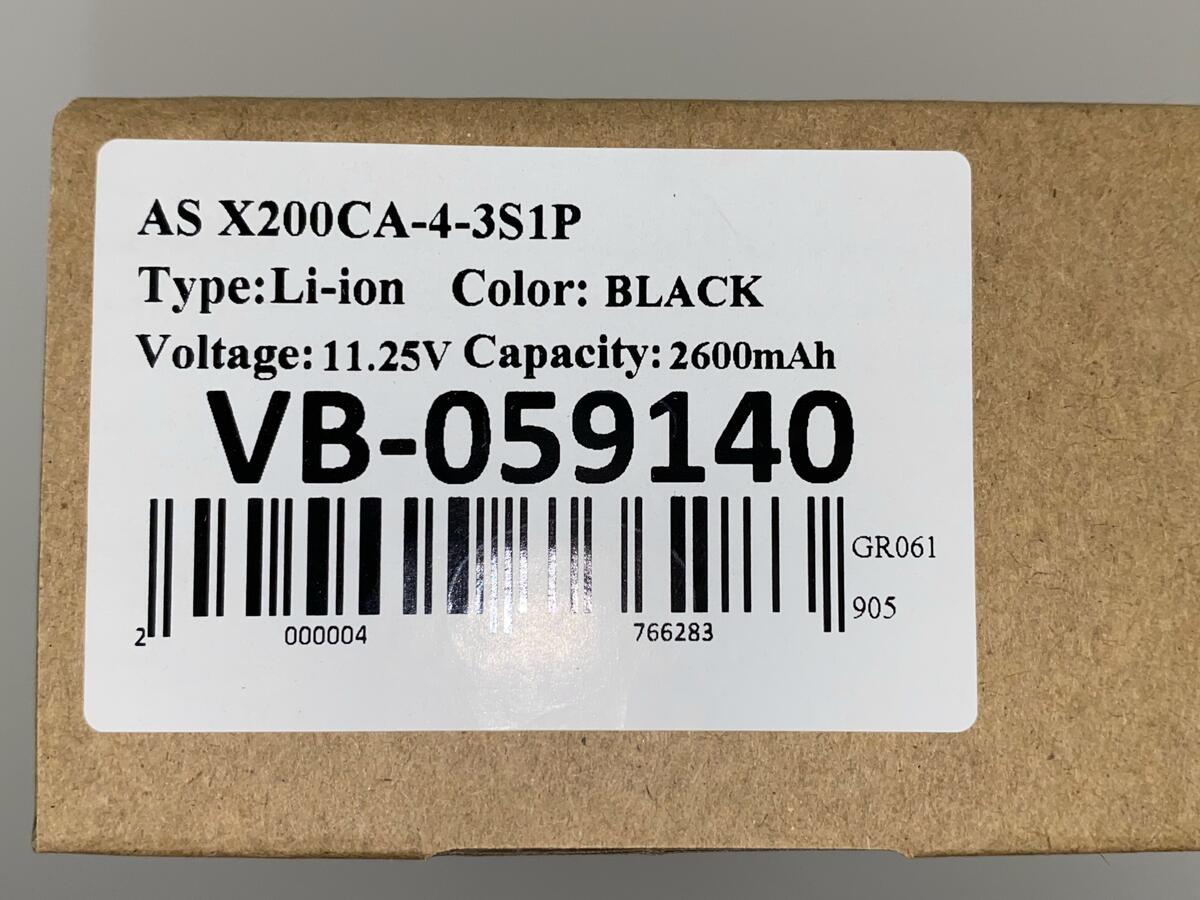 AS X200CA-4-3S1P
Type:Li-ion Color: BLACK
Voltage: 11.25V Capacity: 2600mAh
VB-059140
GR061
905
2 000004 766283